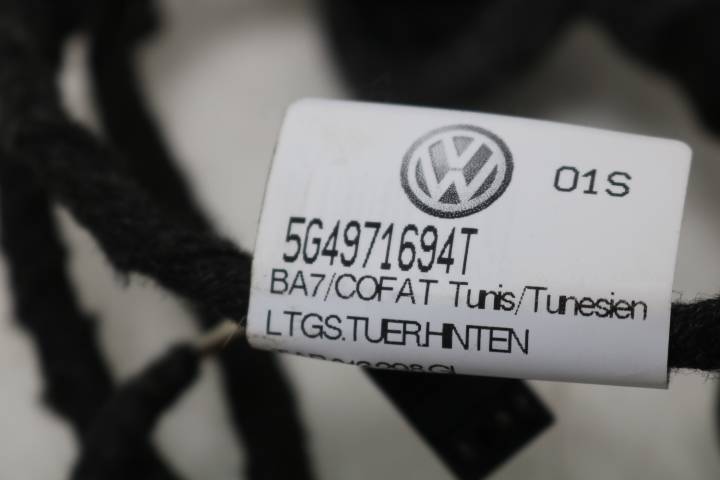 01S
5G4971694T
BA7/COFAT Tunis/Tunesien
LTGS.TUER.HINTEN